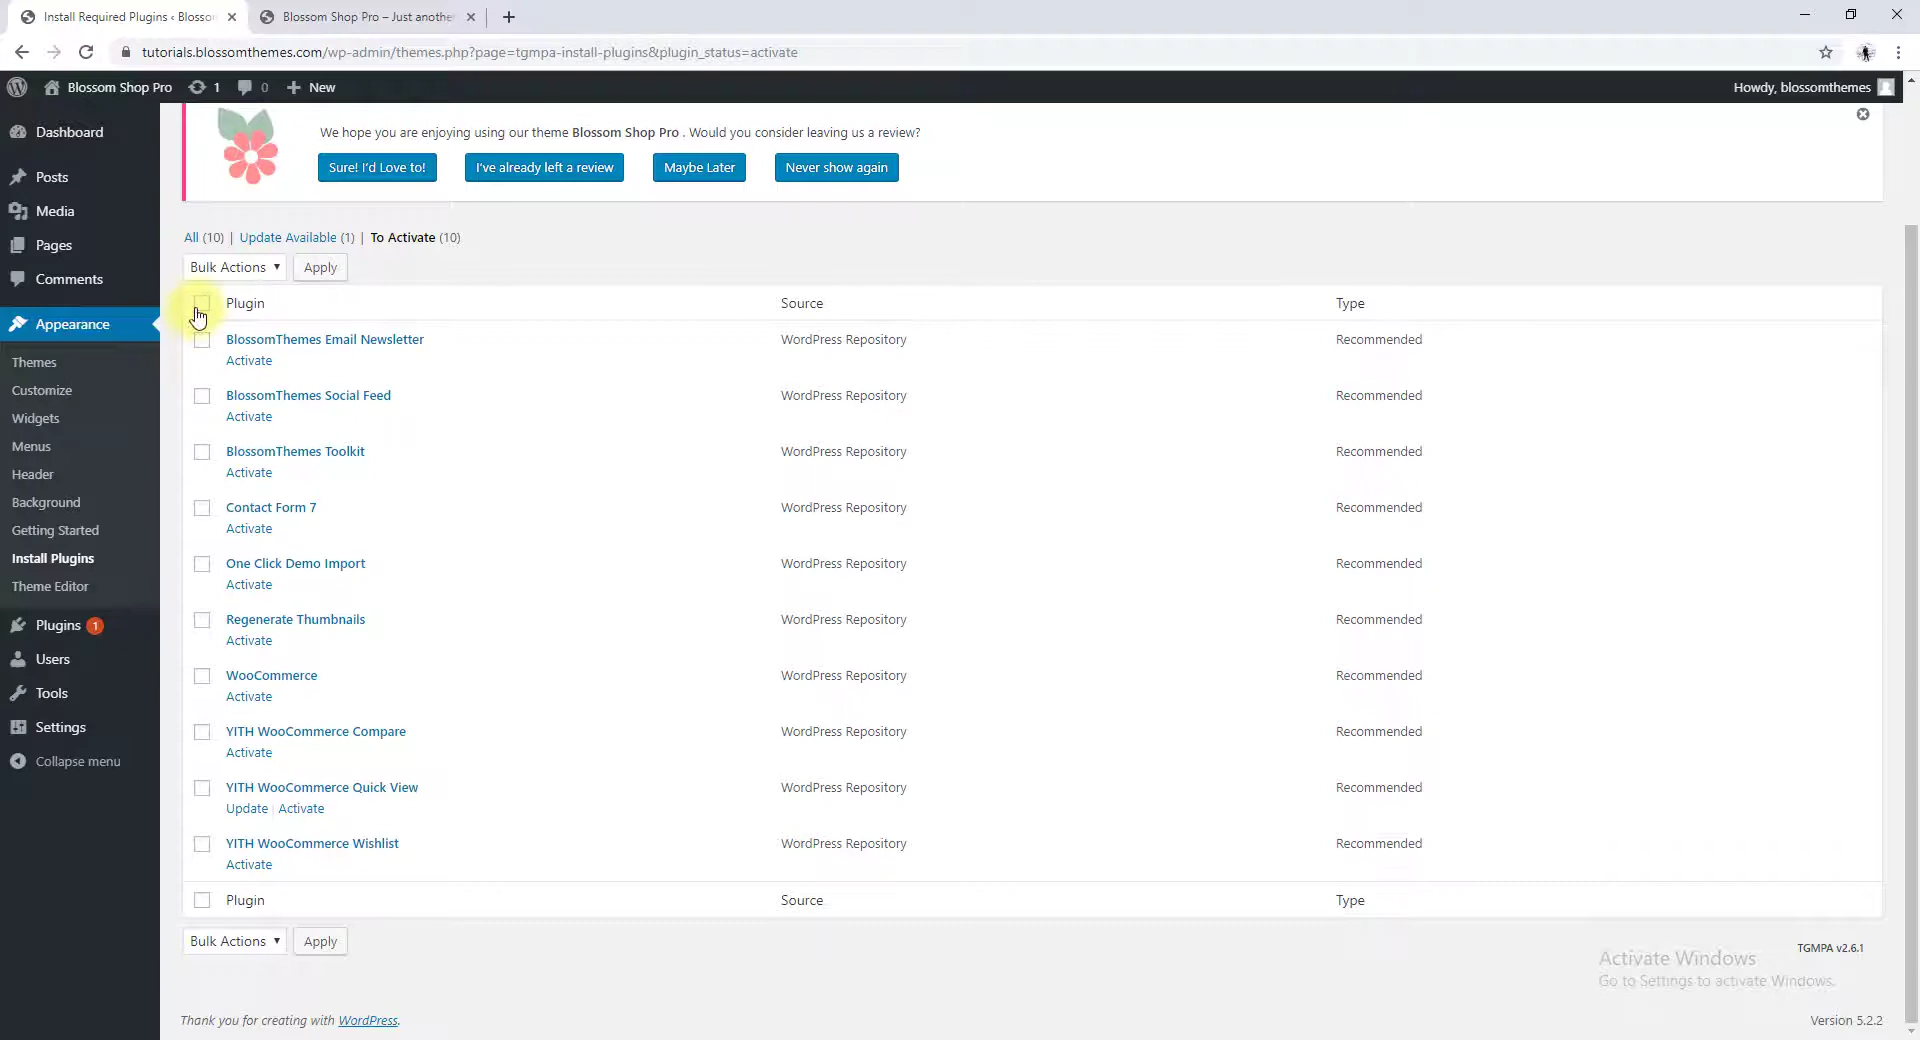 Install Required Plugins ‹ Blosso
Blossom Shop Pro – Just another
tutorials.blossomthemes.com/wp-admin/themes.php?page=tgmpa-install-plugins&plugin_status=activate
Blossom Shop Pro 1 0 New Howdy, blossomthemes
Dashboard
Posts
Media
Pages
Comments
Appearance
Themes
Customize
Widgets
Menus
Header
Background
Getting Started
Install Plugins
Theme Editor
Plugins 1
Users
Tools
Settings
Collapse menu
We hope you are enjoying using our theme Blossom Shop Pro . Would you consider leaving us a review?
Sure! I'd Love to! I've already left a review Maybe Later Never show again
All (10) | Update Available (1) | To Activate (10)
Bulk Actions Apply
Plugin Source Type
BlossomThemes Email Newsletter WordPress Repository Recommended
Activate
BlossomThemes Social Feed WordPress Repository Recommended
Activate
BlossomThemes Toolkit WordPress Repository Recommended
Activate
Contact Form 7 WordPress Repository Recommended
Activate
One Click Demo Import WordPress Repository Recommended
Activate
Regenerate Thumbnails WordPress Repository Recommended
Activate
WooCommerce WordPress Repository Recommended
Activate
YITH WooCommerce Compare WordPress Repository Recommended
Activate
YITH WooCommerce Quick View WordPress Repository Recommended
Update | Activate
YITH WooCommerce Wishlist WordPress Repository Recommended
Activate
Plugin Source Type
Bulk Actions Apply
TGMPA v2.6.1
Activate Windows
Go to Settings to activate Windows.
Thank you for creating with WordPress.
Version 5.2.2